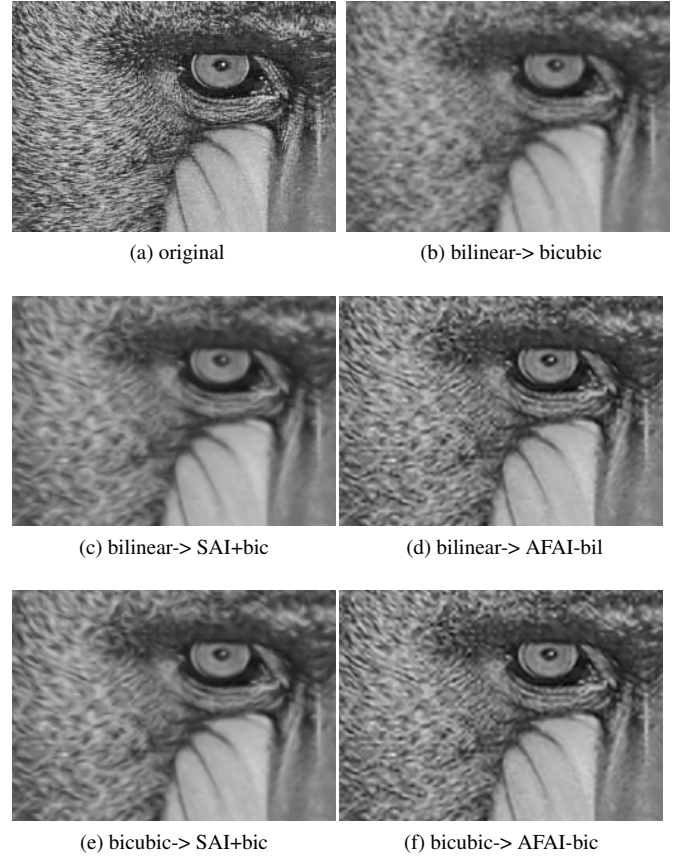 (a) original
(b) bilinear-> bicubic
(c) bilinear-> SAI+bic
(d) bilinear-> AFAI-bil
(e) bicubic-> SAI+bic
(f) bicubic-> AFAI-bic